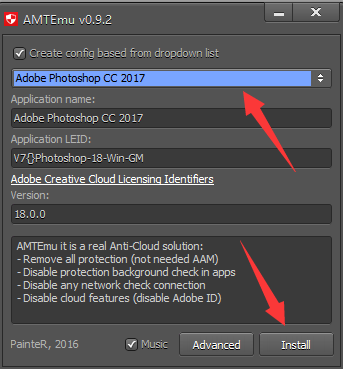 AMTEmu v0.9.2
Create config based from dropdown list
Adobe Photoshop CC 2017
Application name:
Adobe Photoshop CC 2017
Application LEID:
V7{}Photoshop-18-Win-GM
Adobe Creative Cloud Licensing Identifiers
Version:
18.0.0
AMTEmu it is a real Anti-Cloud solution:
- Remove all protection (not needed AAM)
- Disable protection background check in apps
- Disable any network check connection
- Disable cloud features (disable Adobe ID)
PainteR, 2016 Music Advanced Install